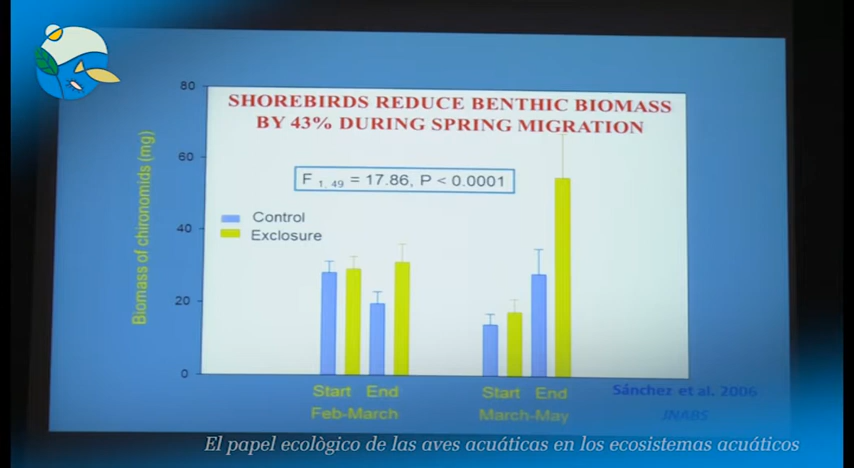 80
SHOREBIRDS REDUCE BENTHIC BIOMASS
BY 43% DURING SPRING MIGRATION
60
F 1, 49 = 17.86, P < 0.0001
Control
40
Exclosure
20
0
Biomass of chironomids (mg)
Start End Start End
Feb-March March-May
Sánchez et al. 2006
JNABS
El papel ecològico de las aves acuáticas en los ecosistemas acuáticos